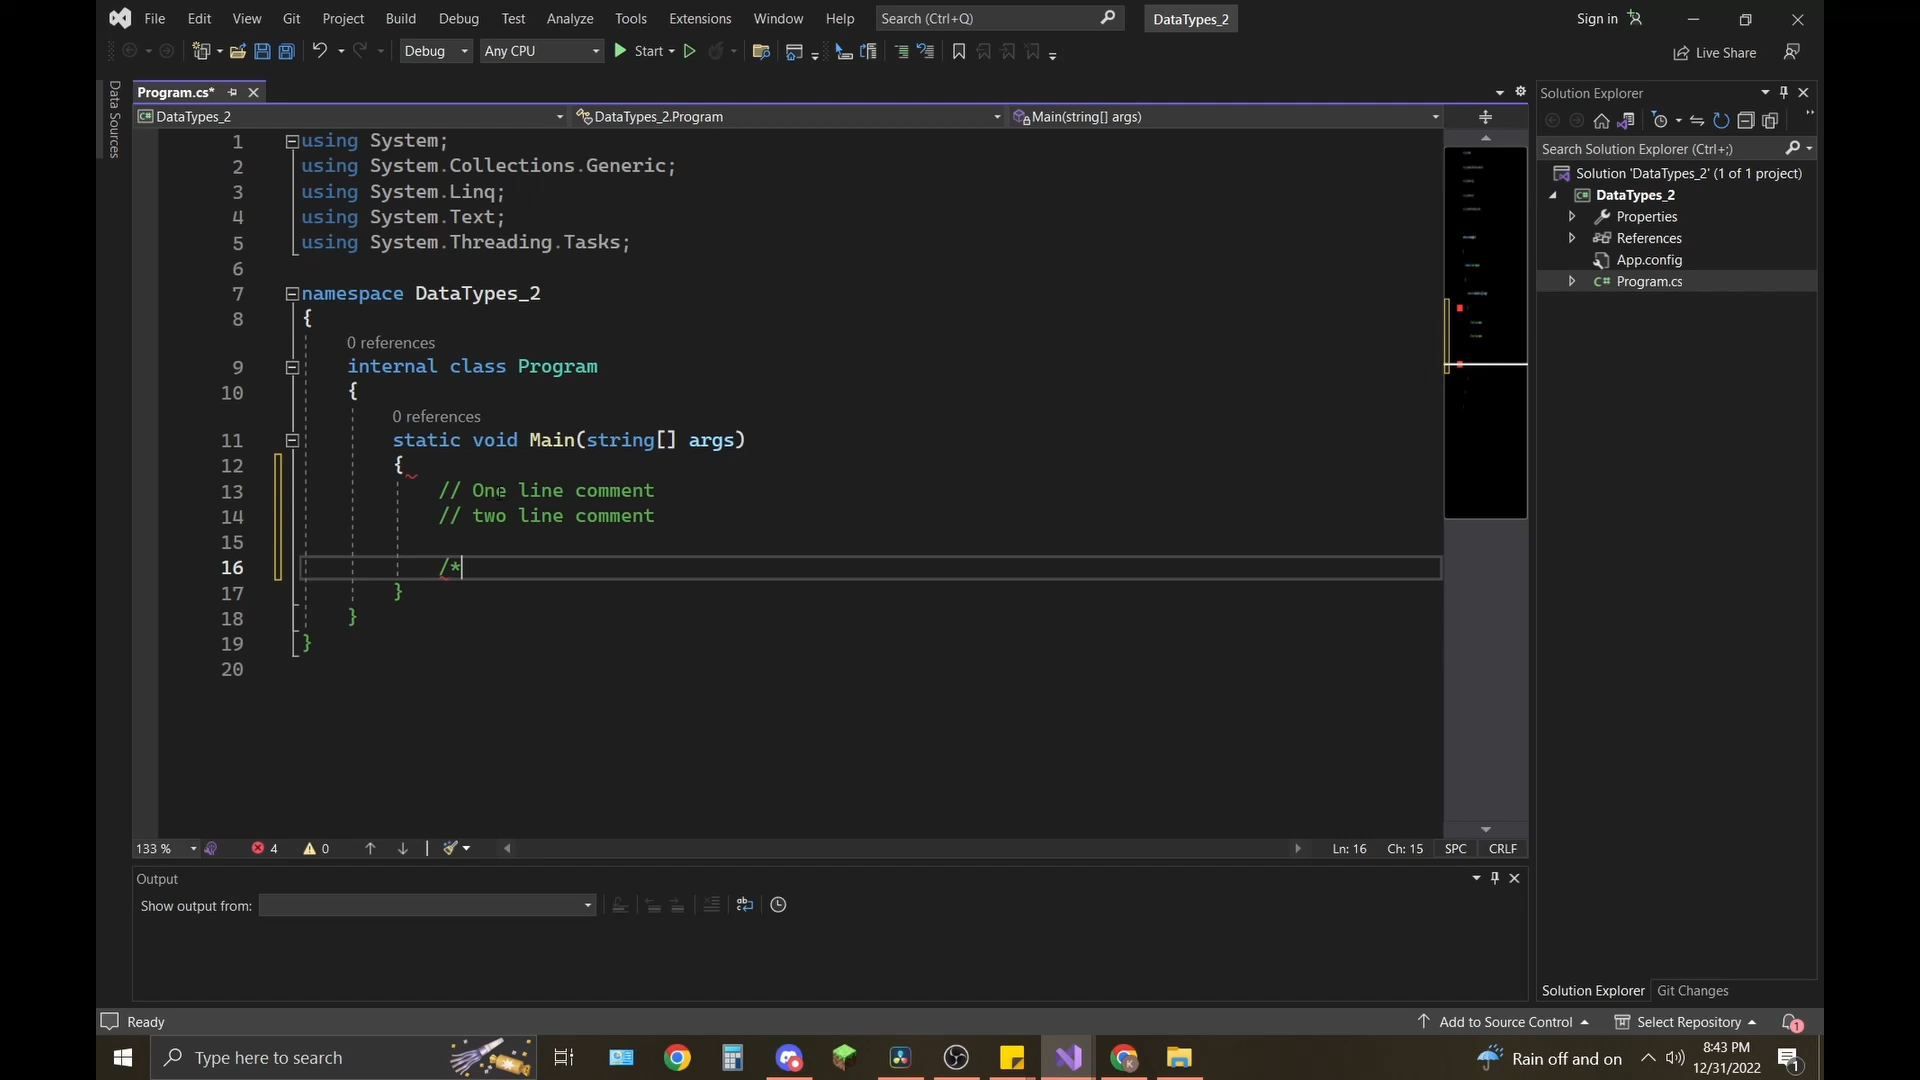 File Edit View Git Project Build Debug Test Analyze Tools Extensions Window Help Search (Ctrl+Q) DataTypes_2 Sign in
Debug Any CPU Start Live Share
Data Sources
Program.cs*
DataTypes_2 DataTypes_2.Program Main(string[] args)
1 using System;
2 using System.Collections.Generic;
3 using System.Linq;
4 using System.Text;
5 using System.Threading.Tasks;
6
7 namespace DataTypes_2
8 {
0 references
9 internal class Program
10 {
0 references
11 static void Main(string[] args)
12 {
13 // One line comment
14 // two line comment
15
16 /*
17 }
18 }
19 }
20
133 % 4 0 Ln: 16 Ch: 15 SPC CRLF
Output
Show output from:
Solution Explorer
Search Solution Explorer (Ctrl+;)
Solution 'DataTypes_2' (1 of 1 project)
C# DataTypes_2
Properties
References
App.config
C# Program.cs
Solution Explorer Git Changes
Ready Add to Source Control Select Repository 1
Type here to search Rain off and on 8:43 PM
12/31/2022 1